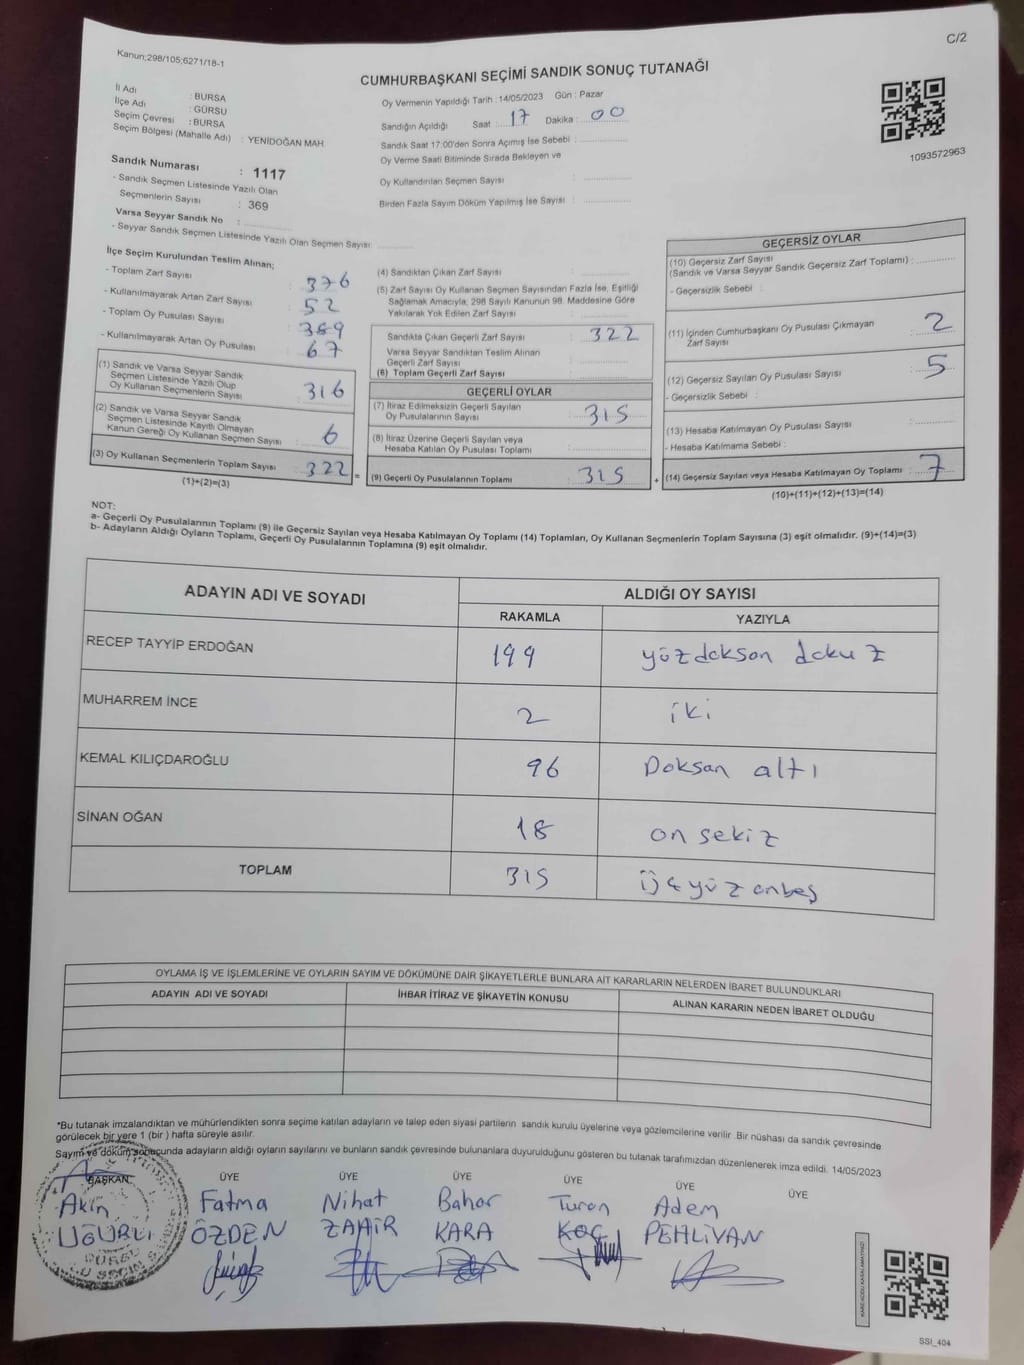 C/2
Kanun;298/105;6271/18-1
CUMHURBAŞKANI SEÇİMİ SANDIK SONUÇ TUTANAĞI
İl Adı : BURSA
İlçe Adı : GÜRSU
Seçim Çevresi : BURSA
Seçim Bölgesi (Mahalle Adı) : YENİDOĞAN MAH
Sandık Numarası : 1117
- Sandık Seçmen Listesinde Yazılı Olan
Seçmenlerin Sayısı : 369
Varsa Seyyar Sandık No :
- Seyyar Sandık Seçmen Listesinde Yazılı Olan Seçmen Sayısı:
Oy Vermenin Yapıldığı Tarih : 14/05/2023 Gün : Pazar
Sandığın Açıldığı Saat : 17 Dakika : 00
Sandık Saat 17:00'den Sonra Açımış İse Sebebi :
Oy Verme Saati Bitiminde Sırada Bekleyen ve
Oy Kullandırılan Seçmen Sayısı :
Birden Fazla Sayım Döküm Yapılmış İse Sayısı :
1093572963
İlçe Seçim Kurulundan Teslim Alınan;
- Toplam Zarf Sayısı : 376
- Kullanılmayarak Artan Zarf Sayısı : 52
- Toplam Oy Pusulası Sayısı : 389
- Kullanılmayarak Artan Oy Pusulası : 67
(1) Sandık ve Varsa Seyyar Sandık
Seçmen Listesinde Yazılı Olup
Oy Kullanan Seçmenlerin Sayısı : 316
(2) Sandık ve Varsa Seyyar Sandık
Seçmen Listesinde Kayıtlı Olmayan
Kanun Gereği Oy Kullanan Seçmen Sayısı : 6
(3) Oy Kullanan Seçmenlerin Toplam Sayısı : 322
(1)+(2)=(3)
(4) Sandıktan Çıkan Zarf Sayısı :
(5) Zarf Sayısı Oy Kullanan Seçmen Sayısından Fazla İse, Eşitliği
Sağlamak Amacıyla, 298 Sayılı Kanunun 98. Maddesine Göre
Yakılarak Yok Edilen Zarf Sayısı :
Sandıkta Çıkan Geçerli Zarf Sayısı : 322
Varsa Seyyar Sandıktan Teslim Alınan
Geçerli Zarf Sayısı :
(6) Toplam Geçerli Zarf Sayısı :
GEÇERLİ OYLAR
(7) İtiraz Edilmeksizin Geçerli Sayılan
Oy Pusulalarının Sayısı : 315
(8) İtiraz Üzerine Geçerli Sayılan veya
Hesaba Katılan Oy Pusulası Toplamı :
= (9) Geçerli Oy Pusulalarının Toplamı : 315 +
GEÇERSİZ OYLAR
(10) Geçersiz Zarf Sayısı
(Sandık ve Varsa Seyyar Sandık Geçersiz Zarf Toplamı) :
- Geçersizlik Sebebi :
(11) İçinden Cumhurbaşkanı Oy Pusulası Çıkmayan
Zarf Sayısı : 2
(12) Geçersiz Sayılan Oy Pusulası Sayısı : 5
- Geçersizlik Sebebi :
(13) Hesaba Katılmayan Oy Pusulası Sayısı :
- Hesaba Katılmama Sebebi :
(14) Geçersiz Sayılan veya Hesaba Katılmayan Oy Toplamı : 7
(10)+(11)+(12)+(13)=(14)
NOT:
a- Geçerli Oy Pusulalarının Toplamı (9) ile Geçersiz Sayılan veya Hesaba Katılmayan Oy Toplamı (14) Toplamları, Oy Kullanan Seçmenlerin Toplam Sayısına (3) eşit olmalıdır. (9)+(14)=(3)
b- Adayların Aldığı Oyların Toplamı, Geçerli Oy Pusulalarının Toplamına (9) eşit olmalıdır.
ADAYIN ADI VE SOYADI ALDIĞI OY SAYISI
RAKAMLA YAZIYLA
RECEP TAYYİP ERDOĞAN 199 yüzdokson dokuz
MUHARREM İNCE 2 iki
KEMAL KILIÇDAROĞLU 96 Doksan altı
SİNAN OĞAN 18 on sekiz
TOPLAM 315 üçyüz onbeş
OYLAMA İŞ VE İŞLEMLERİNE VE OYLARIN SAYIM VE DÖKÜMÜNE DAİR ŞİKAYETLERLE BUNLARA AİT KARARLARIN NELERDEN İBARET BULUNDUKLARI
ADAYIN ADI VE SOYADI İHBAR İTİRAZ VE ŞİKAYETİN KONUSU ALINAN KARARIN NEDEN İBARET OLDUĞU
*Bu tutanak imzalandıktan ve mühürlendikten sonra seçime katılan adayların ve talep eden siyasi partilerin sandık kurulu üyelerine veya gözlemcilerine verilir .Bir nüshası da sandık çevresinde
görülecek bir yere 1 (bir ) hafta süreyle asılır.
Sayım ve döküm sonucunda adayların aldığı oyların sayılarını ve bunların sandık çevresinde bulunanlara duyurulduğunu gösteren bu tutanak tarafımızdan düzenlenerek imza edildi. 14/05/2023
BAŞKAN ÜYE ÜYE ÜYE ÜYE ÜYE ÜYE
Akın Fatma Nihat Bahar Turan Adem
UĞURLU ÖZDEN ZAHİR KARA KOÇ PEHLİVAN
SSİ_404